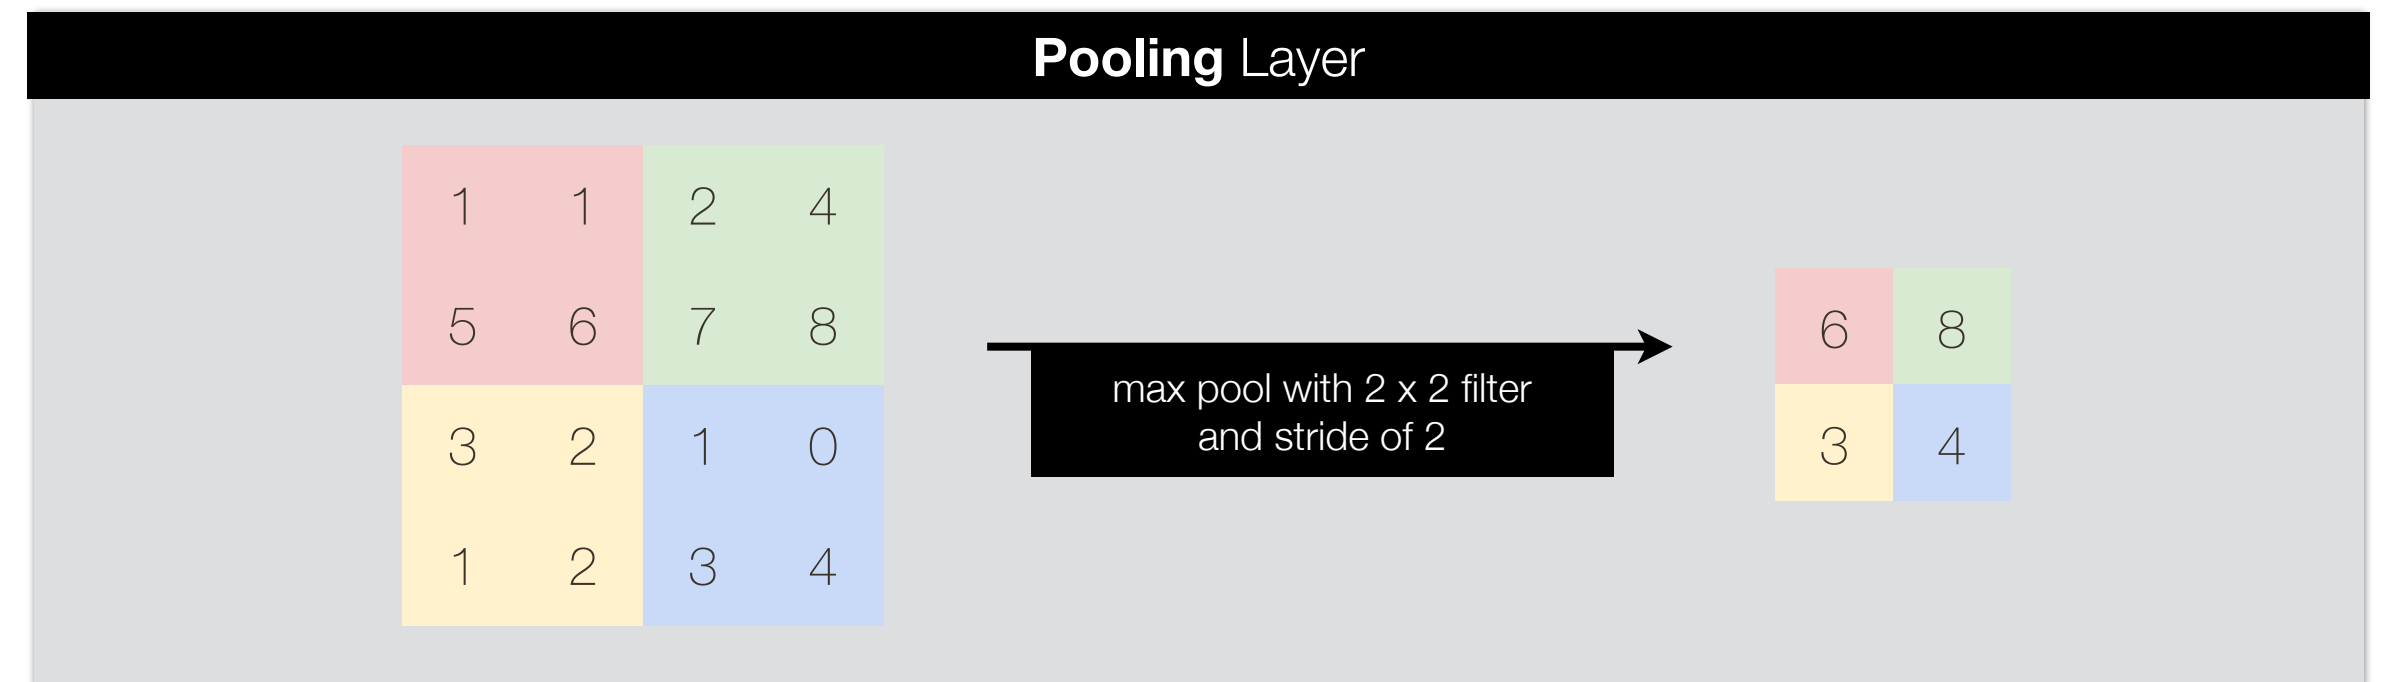 Pooling Layer
1 1 2 4
5 6 7 8
3 2 1 0
1 2 3 4
max pool with 2 x 2 filter
and stride of 2
6 8
3 4